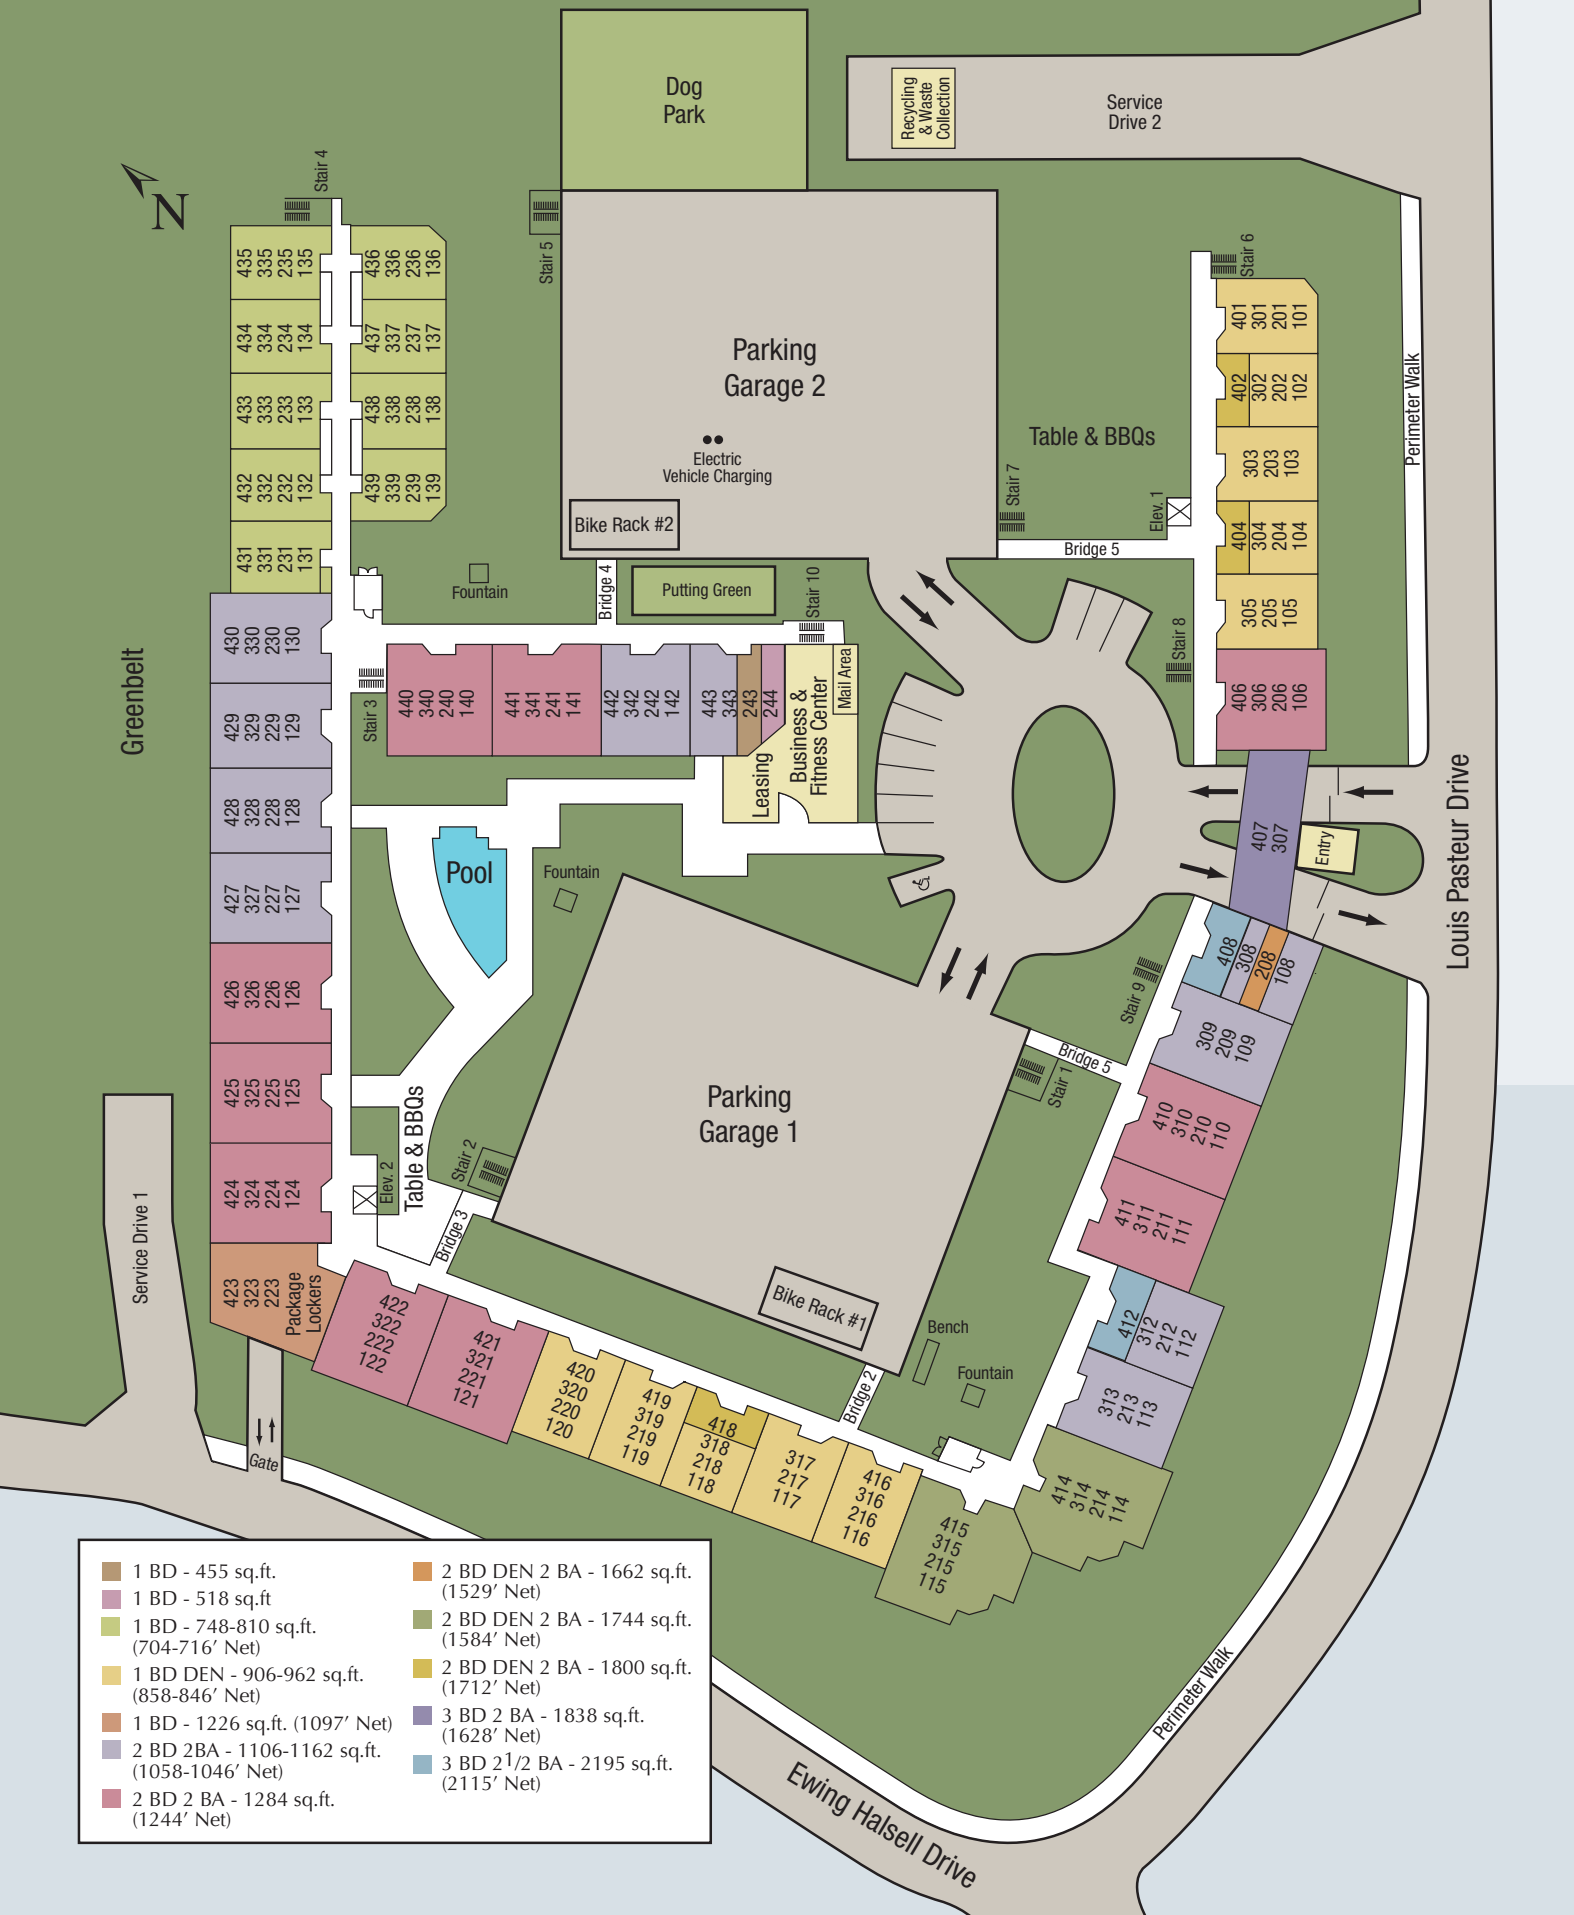 Dog
Park
Recycling
& Waste
Collection
Service
Drive 2
N
Stair 4
Stair 5
Stair 6
435
335
235
135
436
336
236
136
434
334
234
134
437
337
237
137
433
333
233
133
438
338
238
138
432
332
232
132
439
339
239
139
431
331
231
131
Parking
Garage 2
Electric
Vehicle Charging
Bike Rack #2
Table & BBQs
Stair 7
Elev. 1
Bridge 5
401
301
201
101
402
302
202
102
303
203
103
404
304
204
104
305
205
105
406
306
206
106
Stair 8
Perimeter Walk
Fountain
Bridge 4
Putting Green
Stair 10
Greenbelt
430
330
230
130
429
329
229
129
428
328
228
128
427
327
227
127
426
326
226
126
425
325
225
125
424
324
224
124
423
323
223
Package
Lockers
Stair 3
440
340
240
140
441
341
241
141
442
342
242
142
443
343
243
244
Leasing
Business &
Fitness Center
Mail Area
Pool
Fountain
407
307
Entry
Louis Pasteur Drive
408
308
208
108
309
209
109
410
310
210
110
411
311
211
111
412
312
212
112
313
213
113
414
314
214
114
Stair 9
Bridge 5
Stair 1
Parking
Garage 1
Bike Rack #1
Table & BBQs
Stair 2
Elev. 2
Bridge 3
Service Drive 1
Gate
422
322
222
122
421
321
221
121
420
320
220
120
419
319
219
119
418
318
218
118
317
217
117
416
316
216
116
415
315
215
115
Bridge 2
Bench
Fountain
Perimeter Walk
Ewing Halsell Drive
1 BD - 455 sq.ft.
1 BD - 518 sq.ft
1 BD - 748-810 sq.ft.
(704-716’ Net)
1 BD DEN - 906-962 sq.ft.
(858-846’ Net)
1 BD - 1226 sq.ft. (1097’ Net)
2 BD 2BA - 1106-1162 sq.ft.
(1058-1046’ Net)
2 BD 2 BA - 1284 sq.ft.
(1244’ Net)
2 BD DEN 2 BA - 1662 sq.ft.
(1529’ Net)
2 BD DEN 2 BA - 1744 sq.ft.
(1584’ Net)
2 BD DEN 2 BA - 1800 sq.ft.
(1712’ Net)
3 BD 2 BA - 1838 sq.ft.
(1628’ Net)
3 BD 2 1/2 BA - 2195 sq.ft.
(2115’ Net)